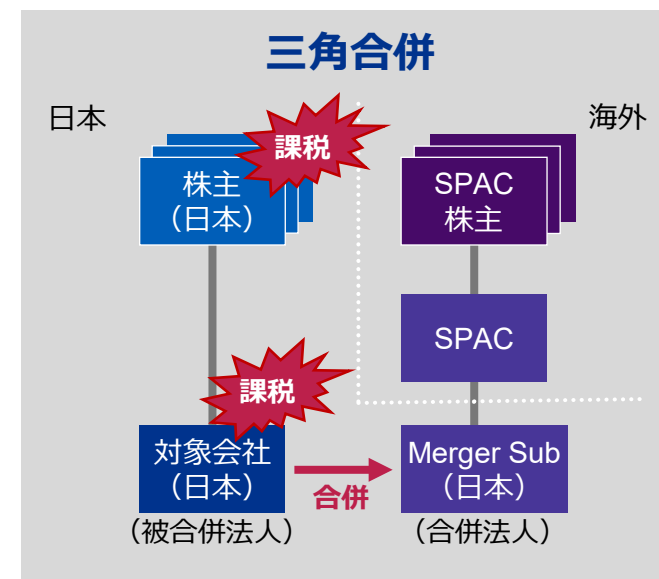 三角合併
日本
海外
課税
株主
（日本）
SPAC
株主
SPAC
課税
対象会社
（日本）
合併
Merger Sub
（日本）
（被合併法人）
（合併法人）